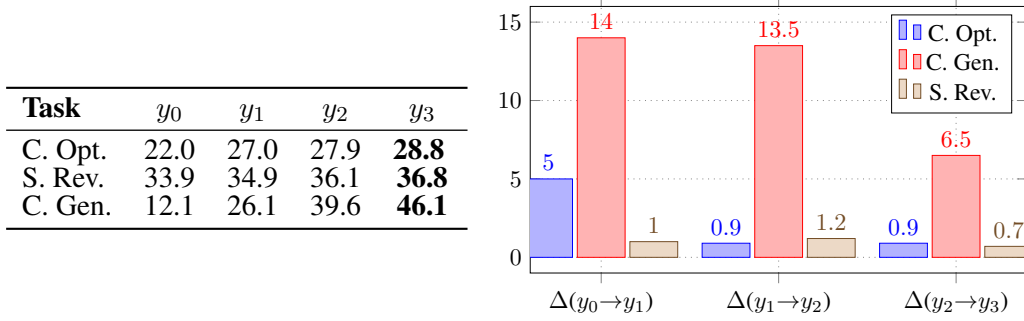 Task y0 y1 y2 y3
C. Opt. 22.0 27.0 27.9 28.8
S. Rev. 33.9 34.9 36.1 36.8
C. Gen. 12.1 26.1 39.6 46.1
15
10
5
0
5 14 1
0.9 13.5 1.2
0.9 6.5 0.7
C. Opt.
C. Gen.
S. Rev.
Δ(y0→y1) Δ(y1→y2) Δ(y2→y3)